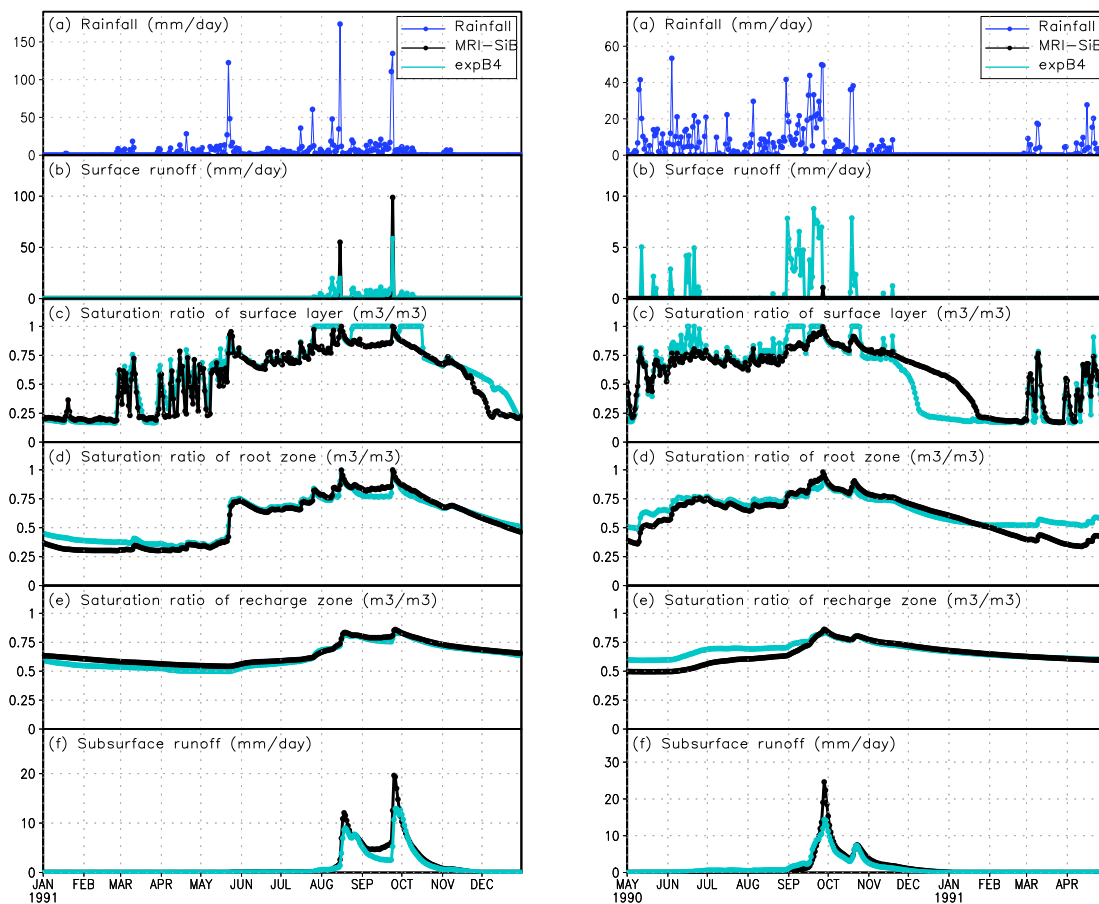 (a) Rainfall (mm/day)
Rainfall
MRI-SiB
expB4
150
100
50
0
(b) Surface runoff (mm/day)
100
50
0
(c) Saturation ratio of surface layer (m3/m3)
1
0.75
0.5
0.25
0
(d) Saturation ratio of root zone (m3/m3)
1
0.75
0.5
0.25
0
(e) Saturation ratio of recharge zone (m3/m3)
1
0.75
0.5
0.25
0
(f) Subsurface runoff (mm/day)
20
10
0
JAN FEB MAR APR MAY JUN JUL AUG SEP OCT NOV DEC
1991
(a) Rainfall (mm/day)
Rainfall
MRI-SiB
expB4
60
40
20
0
(b) Surface runoff (mm/day)
10
5
0
(c) Saturation ratio of surface layer (m3/m3)
1
0.75
0.5
0.25
0
(d) Saturation ratio of root zone (m3/m3)
1
0.75
0.5
0.25
0
(e) Saturation ratio of recharge zone (m3/m3)
1
0.75
0.5
0.25
0
(f) Subsurface runoff (mm/day)
30
20
10
0
MAY JUN JUL AUG SEP OCT NOV DEC JAN FEB MAR APR
1990 1991